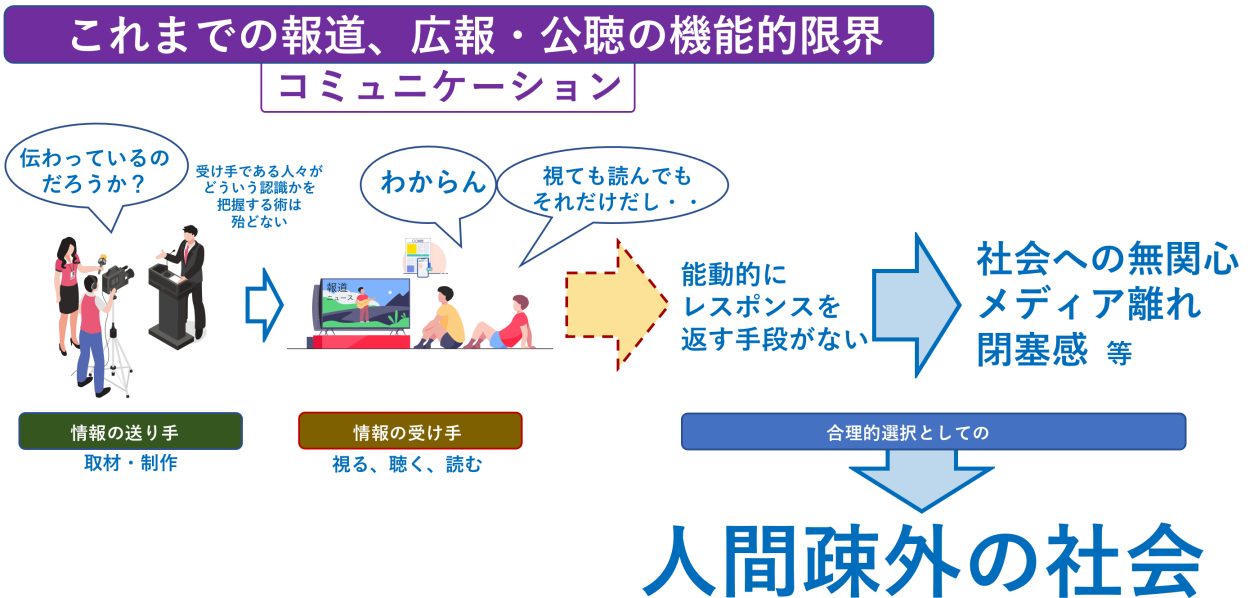 これまでの報道、広報・公聴の機能的限界
コミュニケーション
伝わっているの
だろうか？
受け手である人々が
どういう認識かを
把握する術は
殆どない
わからん
視ても読んでも
それだけだし・・
報道
ニュース
能動的に
レスポンスを
返す手段がない
社会への無関心
メディア離れ
閉塞感 等
情報の送り手
取材・制作
情報の受け手
視る、聴く、読む
合理的選択としての
人間疎外の社会